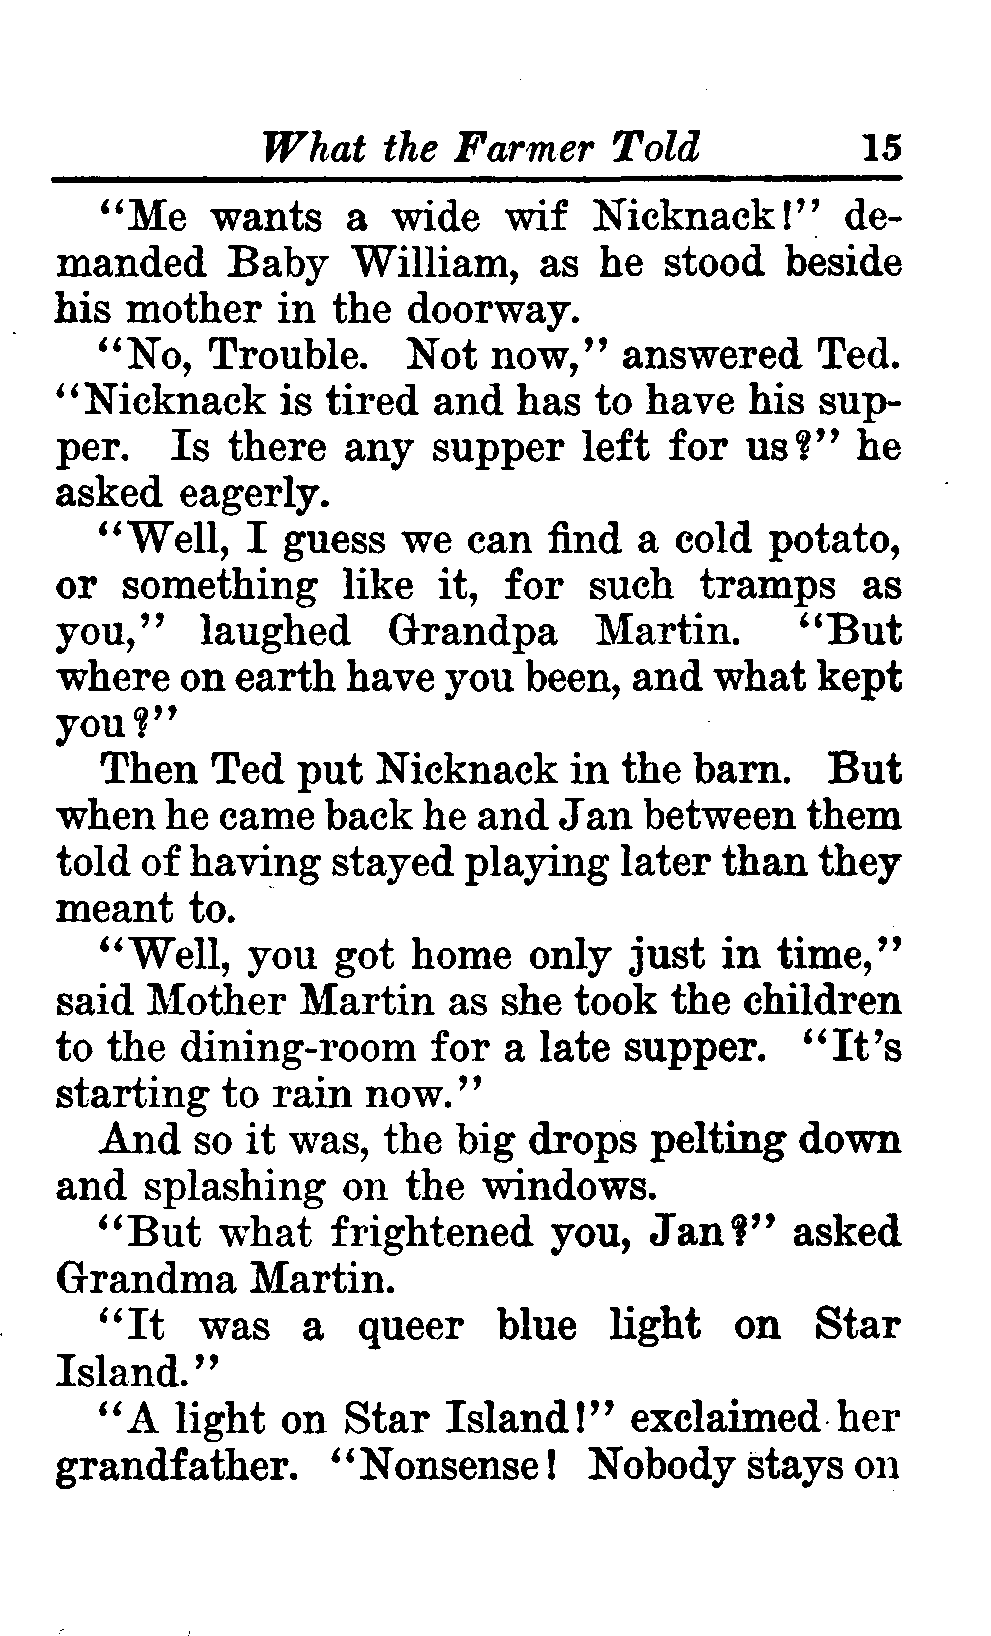 What the Farmer Told 15
“Me wants a wide wif Nicknack!” de-
manded Baby William, as he stood beside
his mother in the doorway.
“No, Trouble. Not now,” answered Ted.
“Nicknack is tired and has to have his sup-
per. Is there any supper left for us?” he
asked eagerly.
“Well, I guess we can find a cold potato,
or something like it, for such tramps as
you,” laughed Grandpa Martin. “But
where on earth have you been, and what kept
you?”
Then Ted put Nicknack in the barn. But
when he came back he and Jan between them
told of having stayed playing later than they
meant to.
“Well, you got home only just in time,”
said Mother Martin as she took the children
to the dining-room for a late supper. “It’s
starting to rain now.”
And so it was, the big drops pelting down
and splashing on the windows.
“But what frightened you, Jan?” asked
Grandma Martin.
“It was a queer blue light on Star
Island.”
“A light on Star Island!” exclaimed her
grandfather. “Nonsense! Nobody stays on